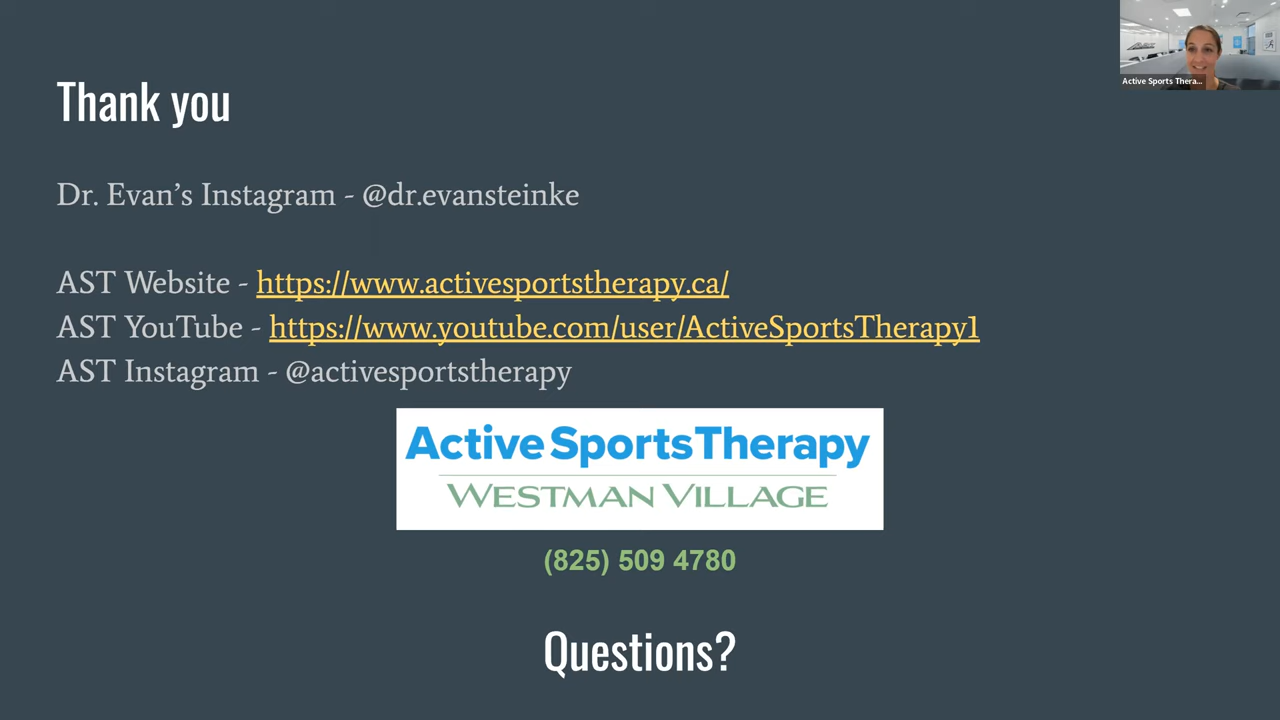 Active Sports Thera...
Thank you
Dr. Evan’s Instagram - @dr.evansteinke
AST Website - https://www.activesportstherapy.ca/
AST YouTube - https://www.youtube.com/user/ActiveSportsTherapy1
AST Instagram - @activesportstherapy
Active Sports Therapy
WESTMAN VILLAGE
(825) 509 4780
Questions?